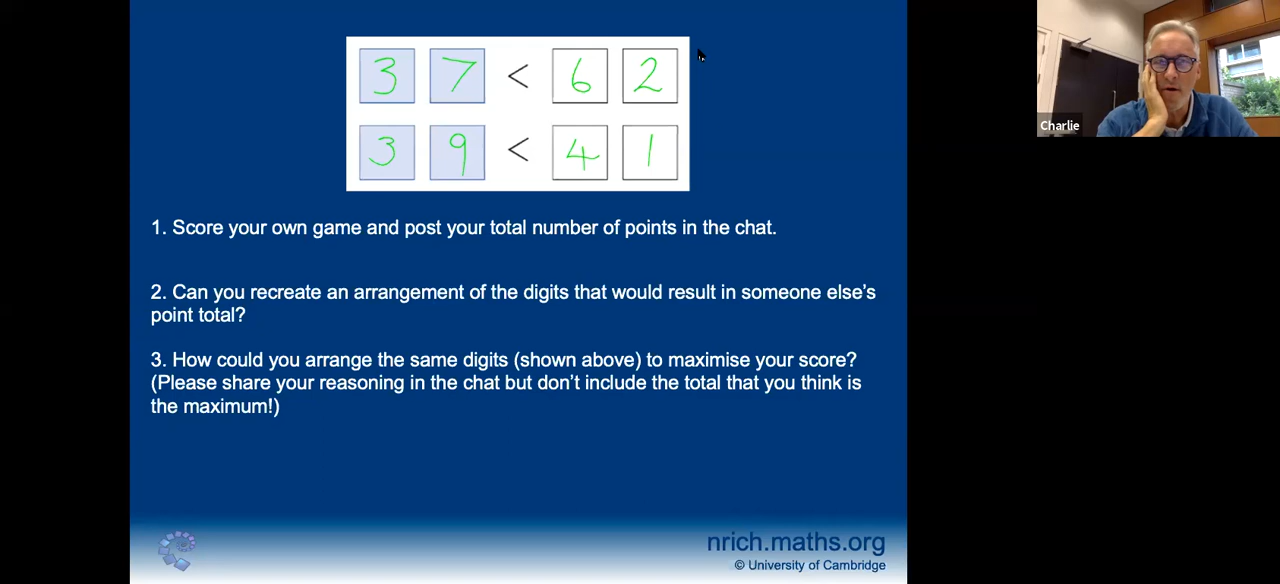 3 7 < 6 2
3 9 < 4 1
Charlie
1. Score your own game and post your total number of points in the chat.
2. Can you recreate an arrangement of the digits that would result in someone else’s
point total?
3. How could you arrange the same digits (shown above) to maximise your score?
(Please share your reasoning in the chat but don’t include the total that you think is
the maximum!)
nrich.maths.org
© University of Cambridge